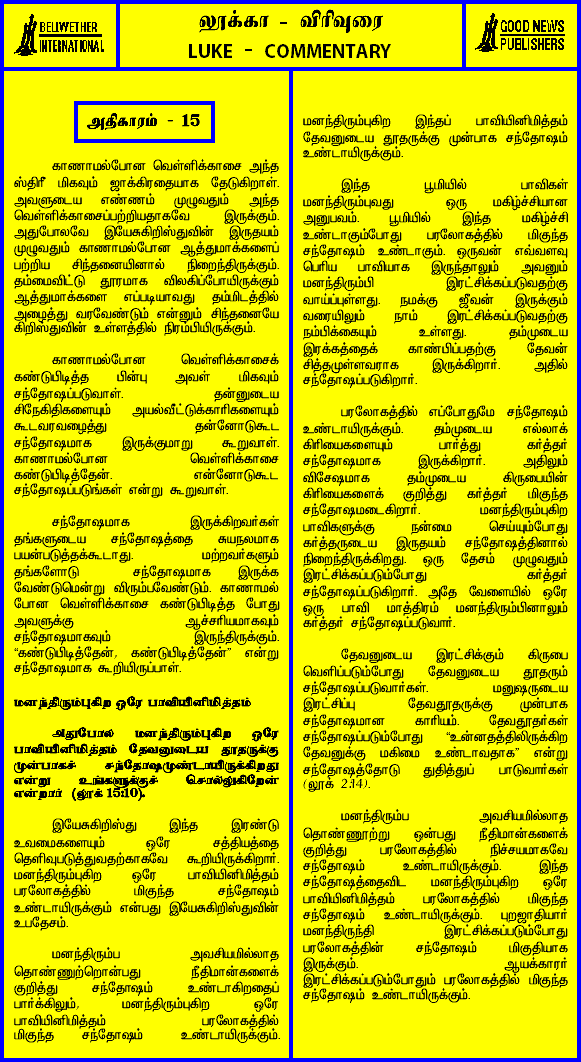 BELLWETHER
INTERNATIONAL
லூக்கா - விரிவுரை
LUKE - COMMENTARY
GOOD NEWS
PUBLISHERS
அதிகாரம் - 15
காணாமல்போன வெள்ளிக்காசை அந்த
ஸ்திரீ மிகவும் ஜாக்கிரதையாக தேடுகிறாள்.
அவளுடைய எண்ணம் முழுவதும் அந்த
வெள்ளிக்காசைப்பற்றியதாகவே இருக்கும்.
அதுபோலவே இயேசுகிறிஸ்துவின் இருதயம்
முழுவதும் காணாமல்போன ஆத்துமாக்களைப்
பற்றிய சிந்தனையினால் நிறைந்திருக்கும்.
தம்மைவிட்டு தூரமாக விலகிப்போயிருக்கும்
ஆத்துமாக்களை எப்படியாவது தம்மிடத்தில்
அழைத்து வரவேண்டும் என்னும் சிந்தனையே
கிறிஸ்துவின் உள்ளத்தில் நிரம்பியிருக்கும்.
காணாமல்போன வெள்ளிக்காசைக்
கண்டுபிடித்த பின்பு அவள் மிகவும்
சந்தோஷப்படுவாள். தன்னுடைய
சிநேகிதிகளையும் அயல்வீட்டுக்காரிகளையும்
கூடவரவழைத்து தன்னோடுகூட
சந்தோஷமாக இருக்குமாறு கூறுவாள்.
காணாமல்போன வெள்ளிக்காசை
கண்டுபிடித்தேன். என்னோடுகூட
சந்தோஷப்படுங்கள் என்று கூறுவாள்.
சந்தோஷமாக இருக்கிறவர்கள்
தங்களுடைய சந்தோஷத்தை சுயநலமாக
பயன்படுத்தக்கூடாது. மற்றவர்களும்
தங்களோடு சந்தோஷமாக இருக்க
வேண்டுமென்று விரும்பவேண்டும். காணாமல்
போன வெள்ளிக்காசை கண்டுபிடித்த போது
அவளுக்கு ஆச்சரியமாகவும்
சந்தோஷமாகவும் இருந்திருக்கும்.
“கண்டுபிடித்தேன், கண்டுபிடித்தேன்” என்று
சந்தோஷமாக கூறியிருப்பாள்.
மனந்திரும்புகிற ஒரே பாவியினிமித்தம்
அதுபோல மனந்திரும்புகிற ஒரே
பாவியினிமித்தம் தேவனுடைய தூதருக்கு
முன்பாகச் சந்தோஷமுண்டாயிருக்கிறது
என்று உங்களுக்குச் சொல்லுகிறேன்
என்றார் (லூக் 15:10).
இயேசுகிறிஸ்து இந்த இரண்டு
உவமைகளையும் ஒரே சத்தியத்தை
தெளிவுபடுத்துவதற்காகவே கூறியிருக்கிறார்.
மனந்திரும்புகிற ஒரே பாவியினிமித்தம்
பரலோகத்தில் மிகுந்த சந்தோஷம்
உண்டாயிருக்கும் என்பது இயேசுகிறிஸ்துவின்
உபதேசம்.
மனந்திரும்ப அவசியமில்லாத
தொண்ணூற்றொன்பது நீதிமான்களைக்
குறித்து சந்தோஷம் உண்டாகிறதைப்
பார்க்கிலும், மனந்திரும்புகிற ஒரே
பாவியினிமித்தம் பரலோகத்தில்
மிகுந்த சந்தோஷம் உண்டாயிருக்கும்.
மனந்திரும்புகிற இந்தப் பாவியினிமித்தம்
தேவனுடைய தூதருக்கு முன்பாக சந்தோஷம்
உண்டாயிருக்கும்.
இந்த பூமியில் பாவிகள்
மனந்திரும்புவது ஒரு மகிழ்ச்சியான
அனுபவம். பூமியில் இந்த மகிழ்ச்சி
உண்டாகும்போது பரலோகத்தில் மிகுந்த
சந்தோஷம் உண்டாகும். ஒருவன் எவ்வளவு
பெரிய பாவியாக இருந்தாலும் அவனும்
மனந்திரும்பி இரட்சிக்கப்படுவதற்கு
வாய்ப்புள்ளது. நமக்கு ஜீவன் இருக்கும்
வரையிலும் நாம் இரட்சிக்கப்படுவதற்கு
நம்பிக்கையும் உள்ளது. தம்முடைய
இரக்கத்தைக் காண்பிப்பதற்கு தேவன்
சித்தமுள்ளவராக இருக்கிறார். அதில்
சந்தோஷப்படுகிறார்.
பரலோகத்தில் எப்போதுமே சந்தோஷம்
உண்டாயிருக்கும். தம்முடைய எல்லாக்
கிரியைகளையும் பார்த்து கர்த்தர்
சந்தோஷமாக இருக்கிறார். அதிலும்
விசேஷமாக தம்முடைய கிருபையின்
கிரியைகளைக் குறித்து கர்த்தர் மிகுந்த
சந்தோஷமடைகிறார். மனந்திரும்புகிற
பாவிகளுக்கு நன்மை செய்யும்போது
கர்த்தருடைய இருதயம் சந்தோஷத்தினால்
நிறைந்திருக்கிறது. ஒரு தேசம் முழுவதும்
இரட்சிக்கப்படும்போது கர்த்தர்
சந்தோஷப்படுகிறார். அதே வேளையில் ஒரே
ஒரு பாவி மாத்திரம் மனந்திரும்பினாலும்
கர்த்தர் சந்தோஷப்படுவார்.
தேவனுடைய இரட்சிக்கும் கிருபை
வெளிப்படும்போது தேவனுடைய தூதரும்
சந்தோஷப்படுவார்கள். மனுஷருடைய
இரட்சிப்பு தேவதூதருக்கு முன்பாக
சந்தோஷமான காரியம். தேவதூதர்கள்
சந்தோஷப்படும்போது “உன்னதத்திலிருக்கிற
தேவனுக்கு மகிமை உண்டாவதாக” என்று
சந்தோஷத்தோடு துதித்துப் பாடுவார்கள்
(லூக் 2:14).
மனந்திரும்ப அவசியமில்லாத
தொண்ணூற்று ஒன்பது நீதிமான்களைக்
குறித்து பரலோகத்தில் நிச்சயமாகவே
சந்தோஷம் உண்டாயிருக்கும். இந்த
சந்தோஷத்தைவிட மனந்திரும்புகிற ஒரே
பாவியினிமித்தம் பரலோகத்தில் மிகுந்த
சந்தோஷம் உண்டாயிருக்கும். புறஜாதியார்
மனந்திருந்தி இரட்சிக்கப்படும்போது
பரலோகத்தின் சந்தோஷம் மிகுதியாக
இருக்கும். ஆயக்காரர்
இரட்சிக்கப்படும்போதும் பரலோகத்தில் மிகுந்த
சந்தோஷம் உண்டாயிருக்கும்.